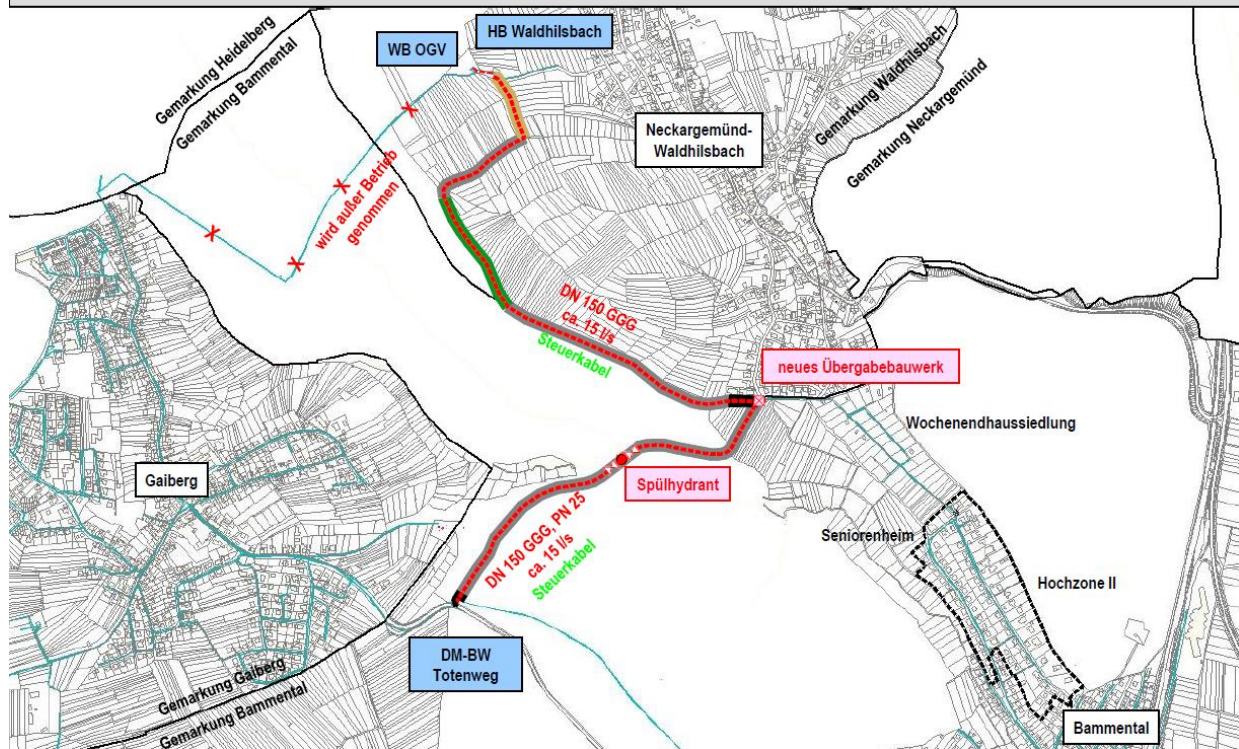 HB Waldhilsbach
WB OGV
Gemarkung Heidelberg
Gemarkung Bammental
Gemarkung Waldhilsbach
Gemarkung Neckargemünd
Neckargemünd-
Waldhilsbach
wird außer Betrieb
genommen
DN 150 GGG
ca. 15 l/s
Steuerkabel
neues Übergabebauwerk
Wochenendhaussiedlung
Gaiberg
Spülhydrant
DN 150 GGG, PN 25
ca. 15 l/s
Steuerkabel
Seniorenheim
Hochzone II
DM-BW
Totenweg
Gemarkung Gaiberg
Gemarkung Bammental
Bammental